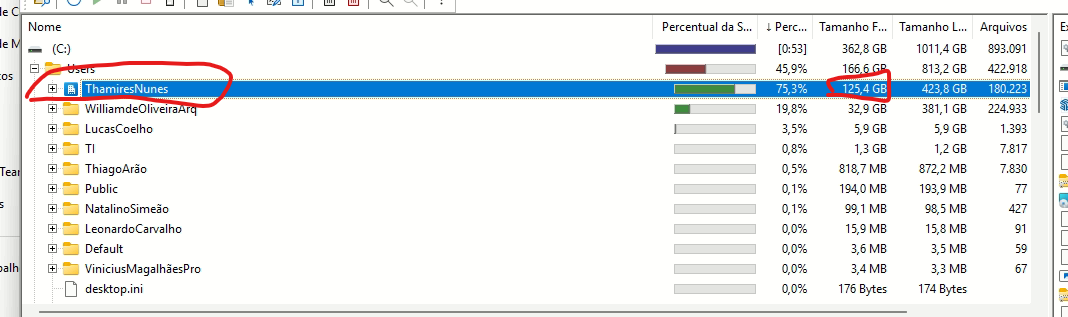 de C
Nome Percentual da S... ↓ Perc... Tamanho F... Tamanho L... Arquivos Ex
de M
(C:) [0:53] 362,8 GB 1011,4 GB 893.091
Users 45,9% 166,6 GB 813,2 GB 422.918
ThamiresNunes 75,3% 125,4 GB 423,8 GB 180.223
WilliamdeOliveiraArq 19,8% 32,9 GB 381,1 GB 224.933
LucasCoelho 3,5% 5,9 GB 5,9 GB 1.393
TI 0,8% 1,3 GB 1,2 GB 7.817
Team
ThiagoArão 0,5% 818,7 MB 872,2 MB 7.830
Public 0,1% 194,0 MB 193,9 MB 77
NatalinoSimeão 0,1% 99,1 MB 98,5 MB 427
LeonardoCarvalho 0,0% 15,9 MB 15,8 MB 91
Default 0,0% 3,6 MB 3,5 MB 59
balh
ViniciusMagalhãesPro 0,0% 3,4 MB 3,3 MB 67
desktop.ini 0,0% 176 Bytes 174 Bytes